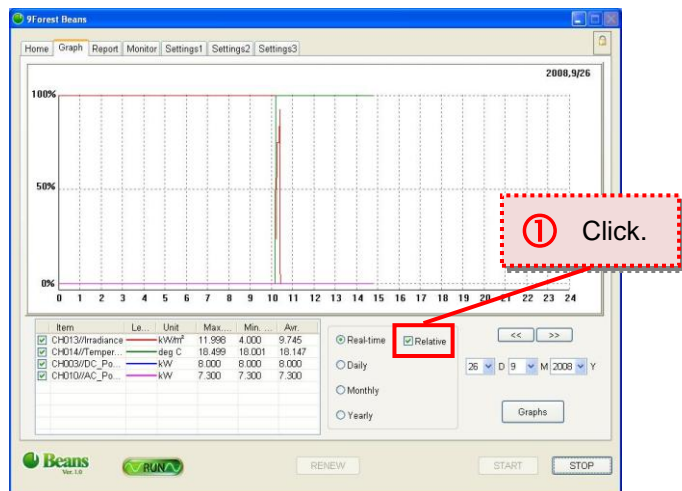 9Forest Beans
Home Graph Report Monitor Settings1 Settings2 Settings3
2008,9/26
100%
50%
0%
0 1 2 3 4 5 6 7 8 9 10 11 12 13 14 15 16 17 18 19 20 21 22 23 24
① Click.
Item Le... Unit Max.... Min. ... Avr.
CH013//Irradiance kW/m² 11.998 4.000 9.745
CH014//Temper... deg C 18.499 18.001 18.147
CH003//DC_Po... kW 8.000 8.000 8.000
CH010//AC_Po... kW 7.300 7.300 7.300
Real-time Relative
Daily
Monthly
Yearly
<< >>
26 D 9 M 2008 Y
Graphs
Beans
Ver. 1.0
RUN
RENEW
START
STOP